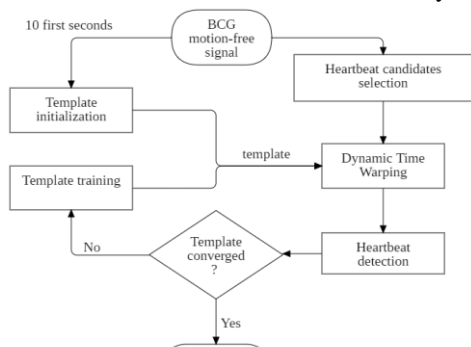 10 first seconds
BCG
motion-free
signal
Heartbeat candidates
selection
Template
initialization
template
Dynamic Time
Warping
Template training
No
Template
converged
?
Heartbeat
detection
Yes